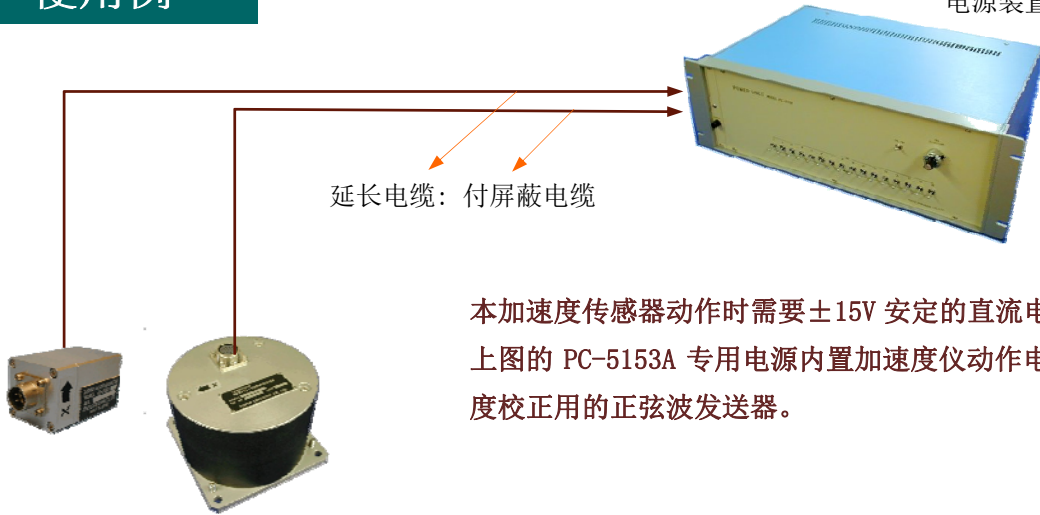 使用例
电源装置
延长电缆：付屏蔽电缆
本加速度传感器动作时需要±15V 安定的直流电
上图的 PC-5153A 专用电源内置加速度仪动作电
度校正用的正弦波发送器。
X